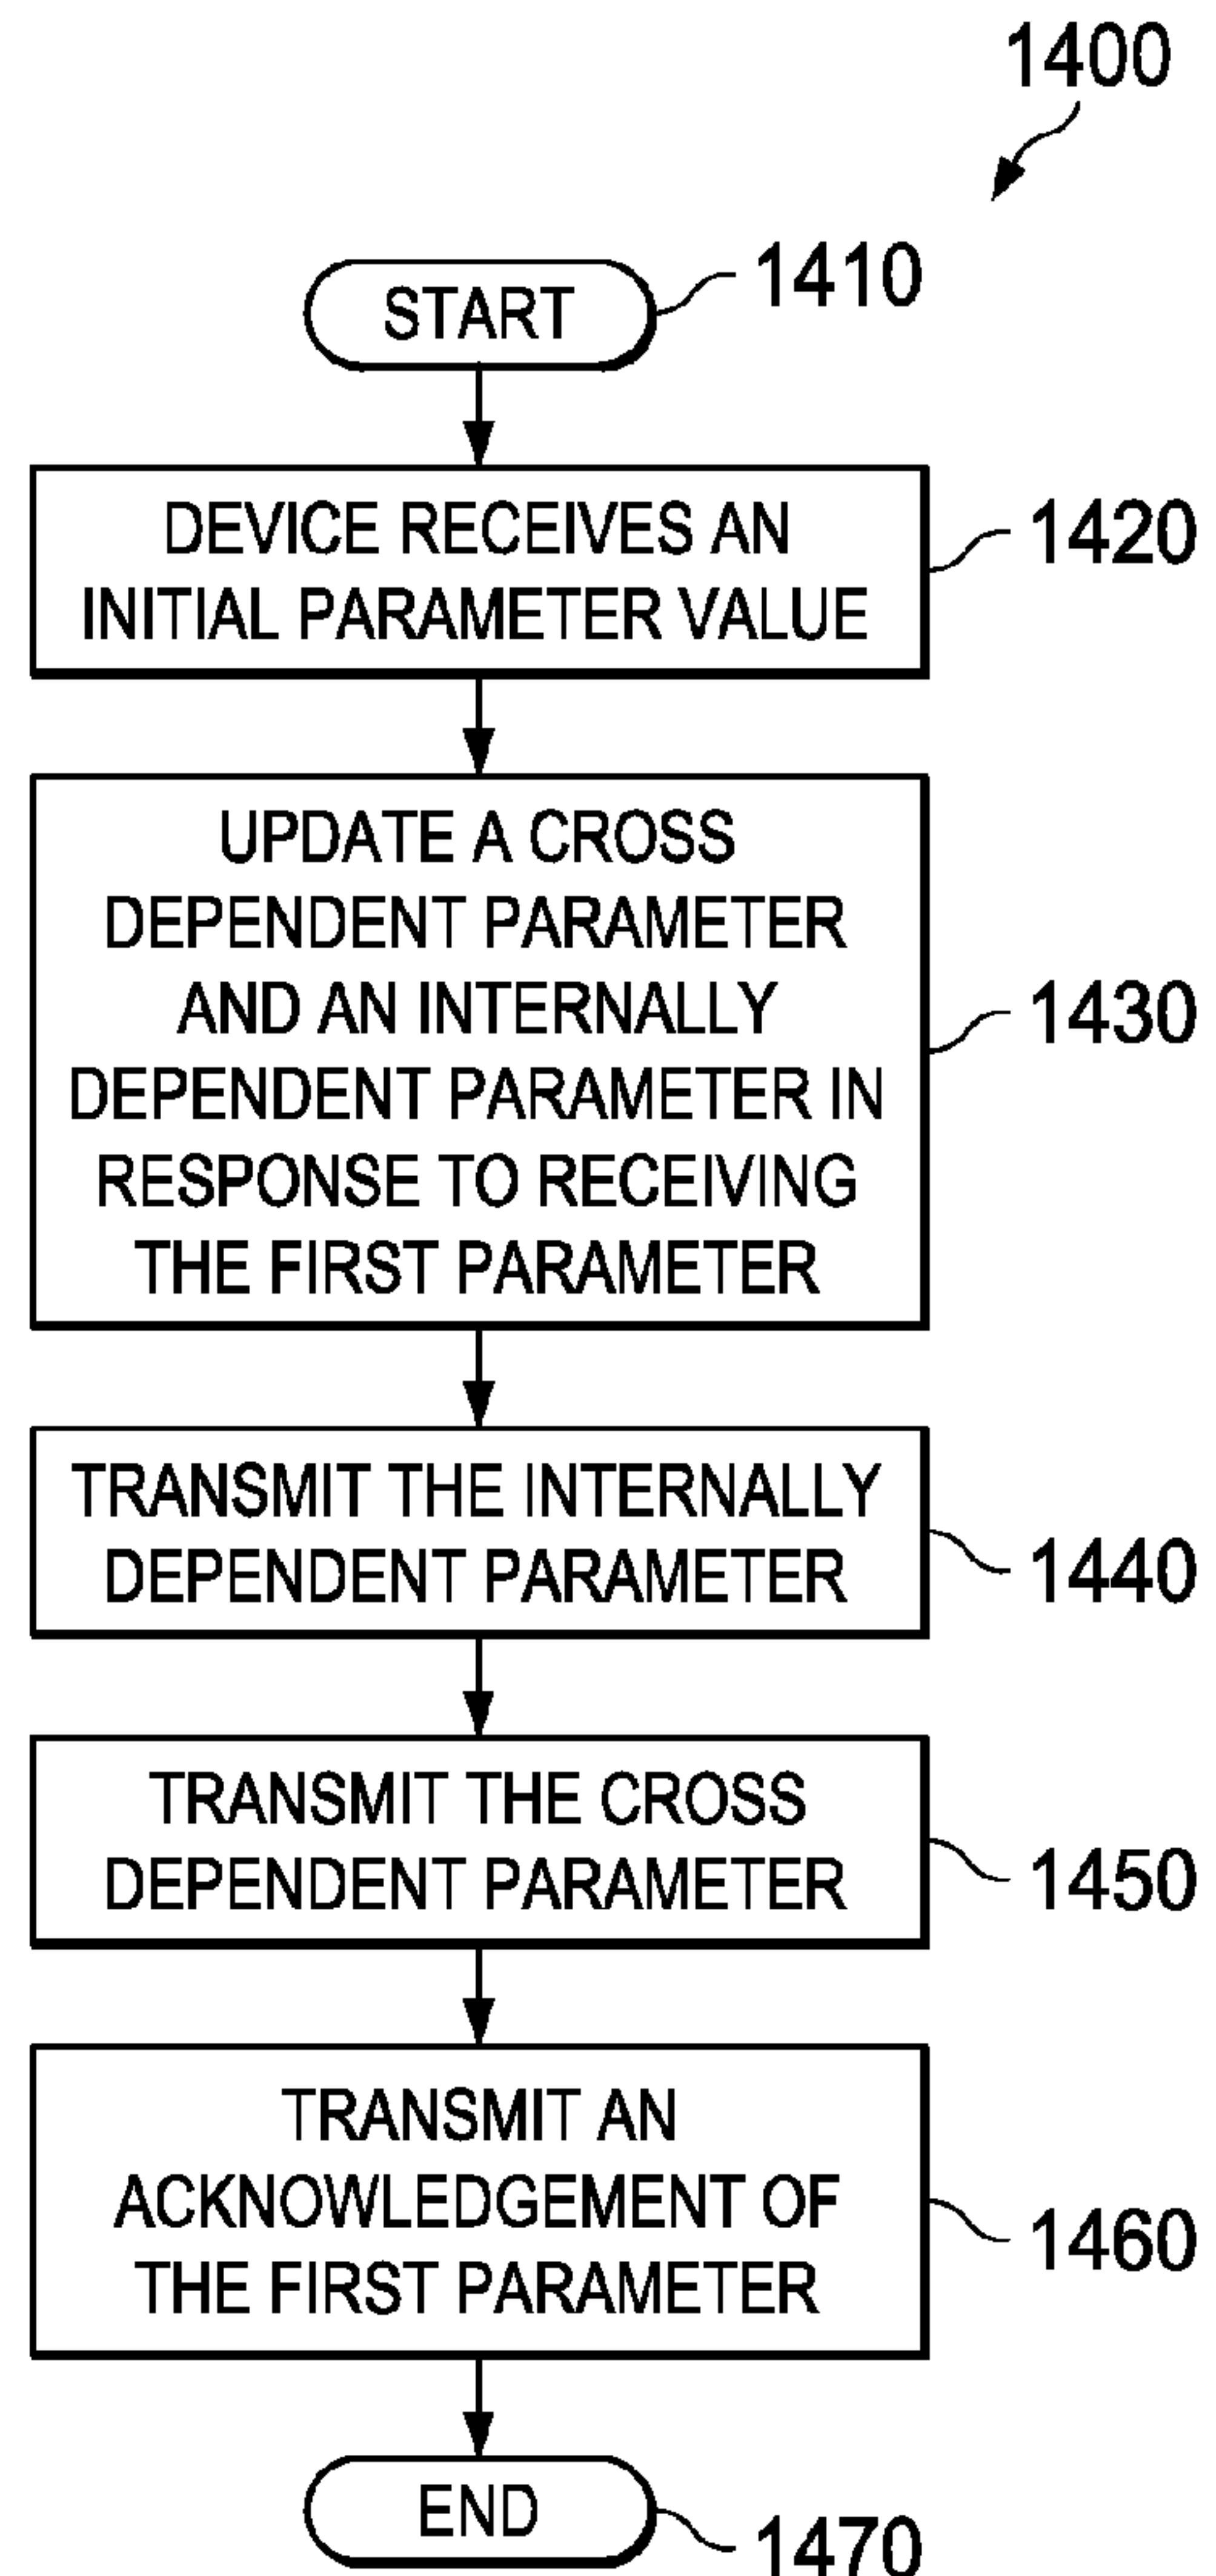 1400
START
1410
DEVICE RECEIVES AN
INITIAL PARAMETER VALUE
1420
UPDATE A CROSS
DEPENDENT PARAMETER
AND AN INTERNALLY
DEPENDENT PARAMETER IN
RESPONSE TO RECEIVING
THE FIRST PARAMETER
1430
TRANSMIT THE INTERNALLY
DEPENDENT PARAMETER
1440
TRANSMIT THE CROSS
DEPENDENT PARAMETER
1450
TRANSMIT AN
ACKNOWLEDGEMENT OF
THE FIRST PARAMETER
1460
END
1470